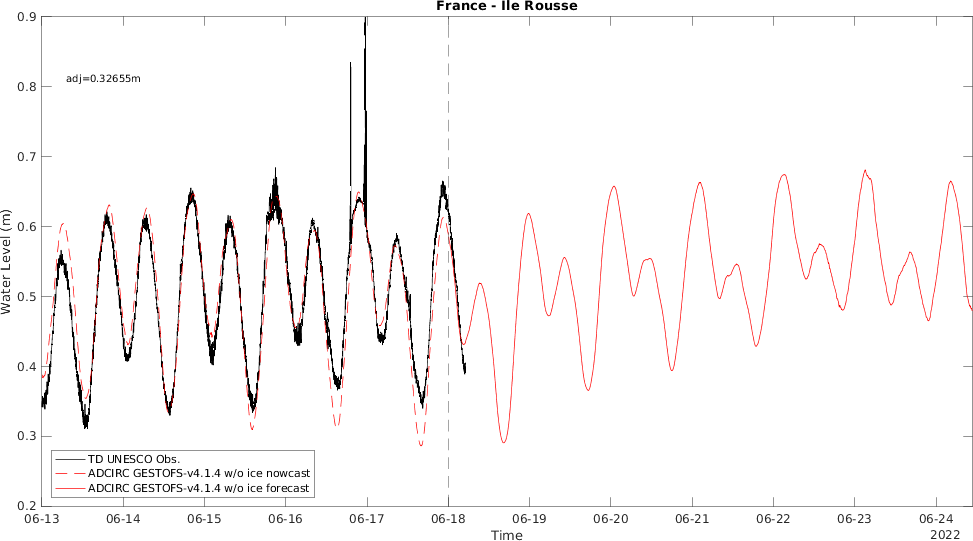 France - Ile Rousse
adj=0.32655m
Water Level (m)
0.9
0.8
0.7
0.6
0.5
0.4
0.3
0.2
TD UNESCO Obs.
ADCIRC GESTOFS-v4.1.4 w/o ice nowcast
ADCIRC GESTOFS-v4.1.4 w/o ice forecast
06-13 06-14 06-15 06-16 06-17 06-18 06-19 06-20 06-21 06-22 06-23 06-24
Time
2022